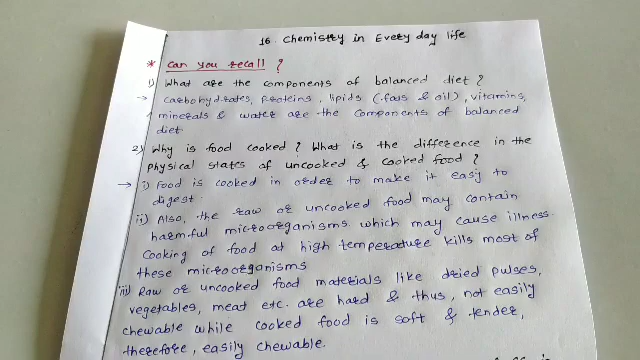 16. Chemistry in Every day life
* Can you recall ?
1) What are the components of balanced diet ?
→ Carbohydrates, proteins, lipids (fats & oil), vitamins,
minerals & water are the components of balanced
diet
2) Why is food cooked ? What is the difference in the
physical states of uncooked & cooked food ?
→ i) Food is cooked in order to make it easy to
digest.
ii) Also, the raw or uncooked food may contain
harmful microorganisms which may cause illness.
Cooking of food at high temperature kills most of
these microorganisms
iii) Raw or uncooked food materials like dried pulses,
vegetables, meat etc. are hard & thus, not easily
chewable while cooked food is soft & tender,
therefore, easily chewable.